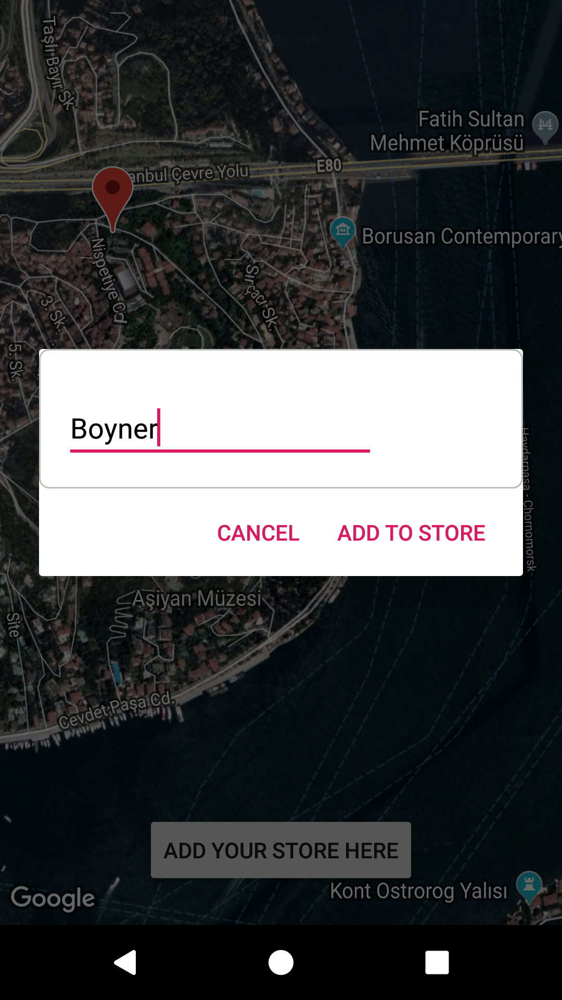 Taşlı Bayır Sk.
Fatih Sultan
Mehmet Köprüsü
E80
anbul Çevre Yolu
Borusan Contemporary
Nispetiye Cd
Sırçacı Sk.
3. Sk.
5. Sk.
Boyner
Haydarpaşa - Chornomorsk
CANCEL
ADD TO STORE
Aşiyan Müzesi
Site
Cevdet Paşa Cd.
ADD YOUR STORE HERE
Kont Ostrorog Yalısı
Google